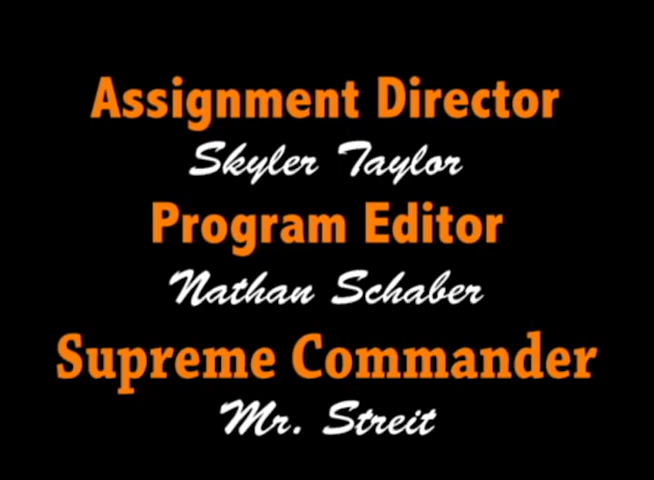 Assignment Director
Skyler Taylor
Program Editor
Nathan Schaber
Supreme Commander
Mr. Streit